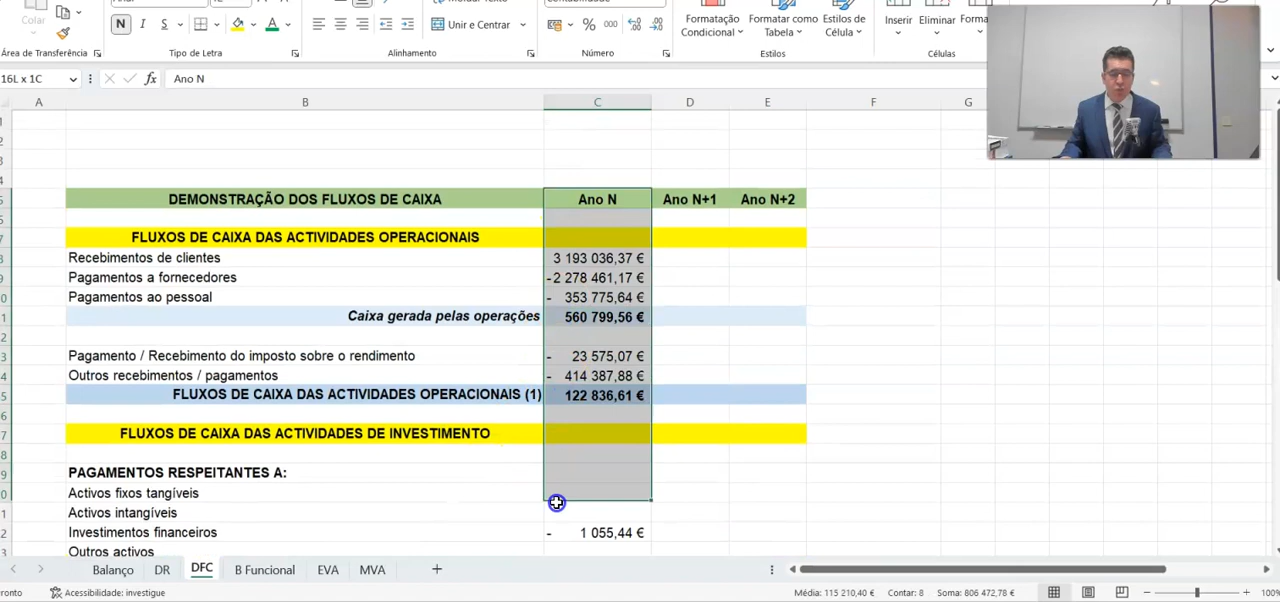 Colar
N I S A
Unir e Centrar
% 000
Formatação Condicional
Formatar como Tabela
Estilos de Célula
Inserir
Eliminar
Forma
Área de Transferência
Tipo de Letra
Alinhamento
Número
Estilos
Células
16L x 1C
fx
Ano N
A B C D E F G
DEMONSTRAÇÃO DOS FLUXOS DE CAIXA Ano N Ano N+1 Ano N+2
FLUXOS DE CAIXA DAS ACTIVIDADES OPERACIONAIS
Recebimentos de clientes 3 193 036,37 €
Pagamentos a fornecedores -2 278 461,17 €
Pagamentos ao pessoal - 353 775,64 €
Caixa gerada pelas operações 560 799,56 €
Pagamento / Recebimento do imposto sobre o rendimento - 23 575,07 €
Outros recebimentos / pagamentos - 414 387,88 €
FLUXOS DE CAIXA DAS ACTIVIDADES OPERACIONAIS (1) 122 836,61 €
FLUXOS DE CAIXA DAS ACTIVIDADES DE INVESTIMENTO
PAGAMENTOS RESPEITANTES A:
Activos fixos tangíveis
Activos intangíveis
Investimentos financeiros - 1 055,44 €
Outros activos
Balanço DR DFC B Funcional EVA MVA
ronto Acessibilidade: investigue Média: 115 210,40 € Contar: 8 Soma: 806 472,78 € 100%